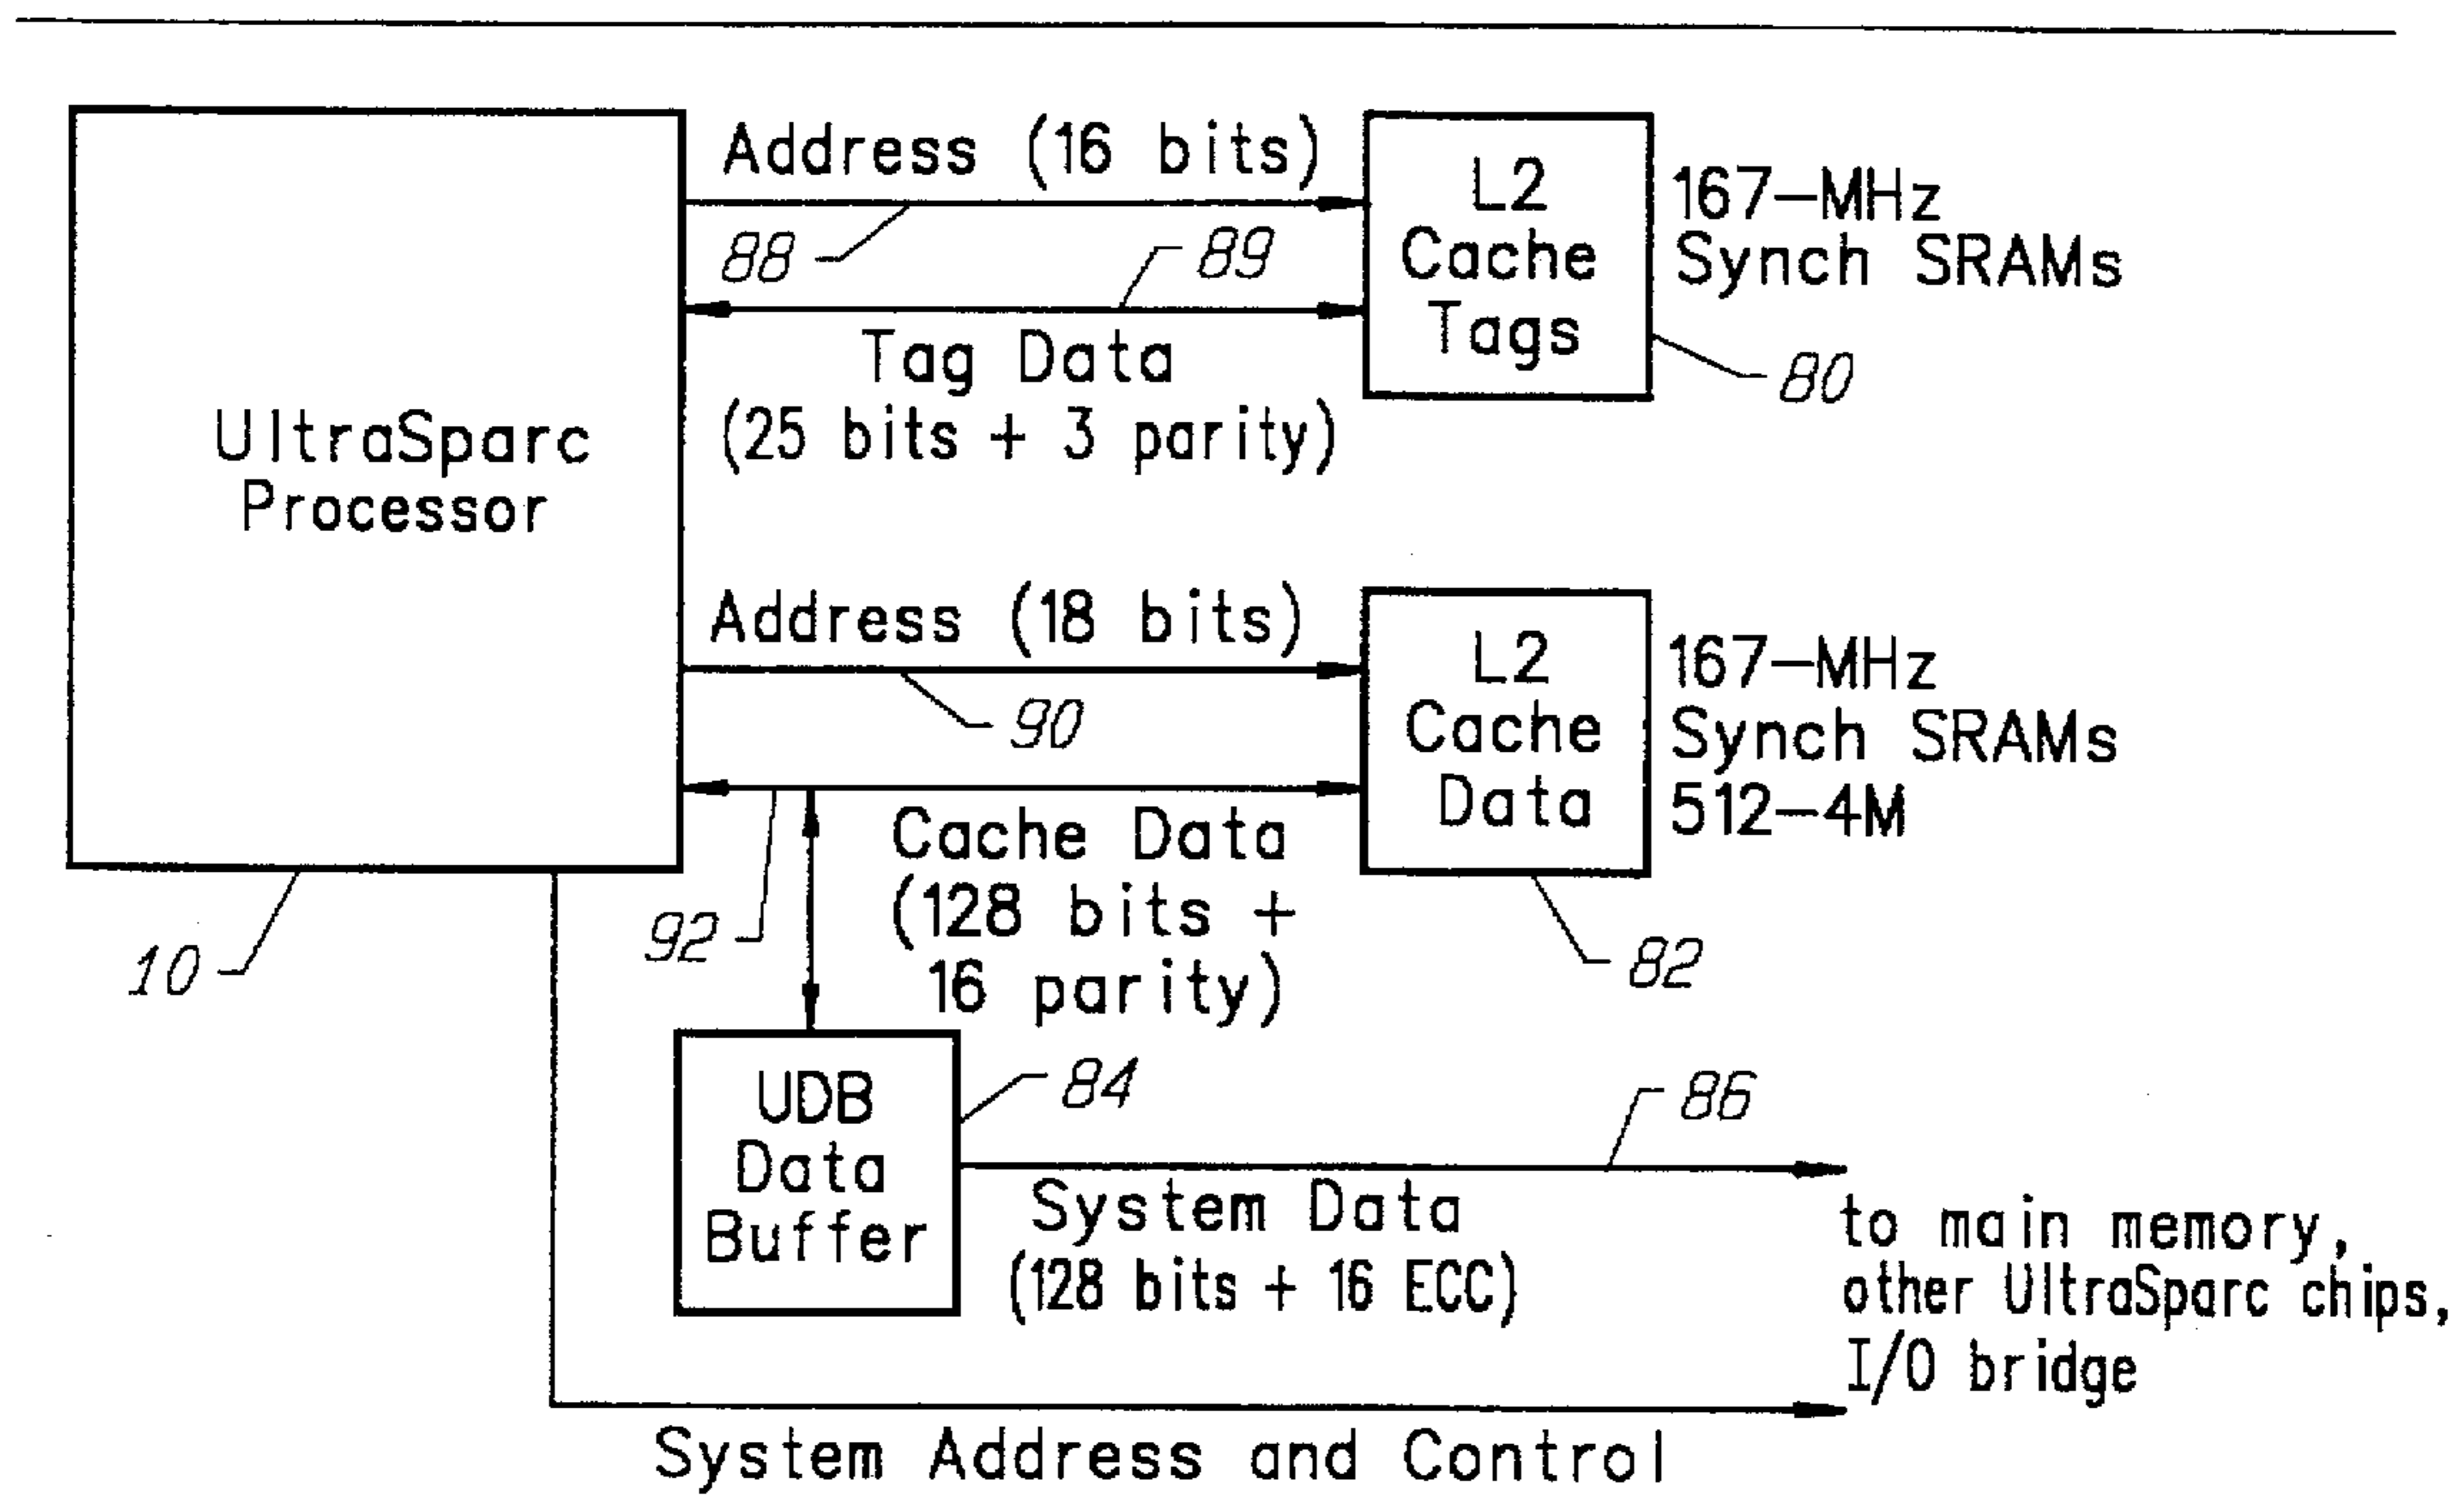 Address (16 bits)
88
89
Tag Data
(25 bits + 3 parity)
L2
Cache
Tags
167-MHz
Synch SRAMs
80
UltraSparc
Processor
10
Address (18 bits)
90
L2
Cache
Data
167-MHz
Synch SRAMs
512-4M
82
92
Cache Data
(128 bits +
16 parity)
UDB
Data
Buffer
84
86
System Data
(128 bits + 16 ECC)
to main memory,
other UltraSparc chips,
I/O bridge
System Address and Control